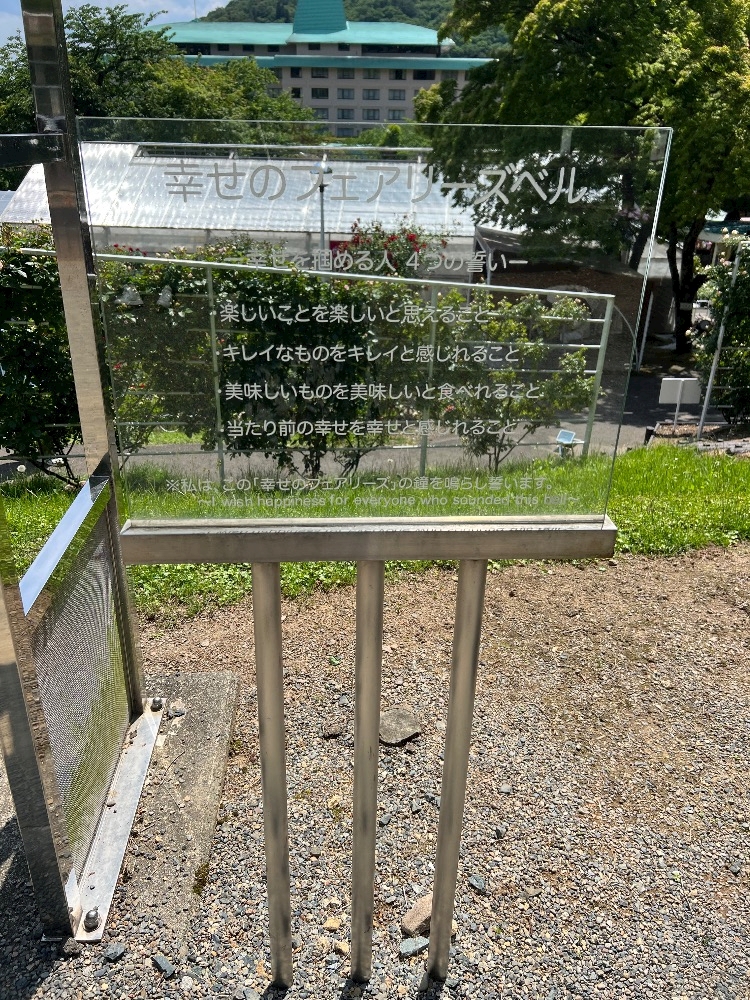 幸せのフェアリーズベル
―幸せを掴める人 4つの誓い―
楽しいことを楽しいと思えること
キレイなものをキレイと感じれること
美味しいものを美味しいと食べれること
当たり前の幸せを幸せと感じれること
※私は、この「幸せのフェアリーズ」の鐘を鳴らし誓います。
～I wish happiness for everyone who sounded this bell～